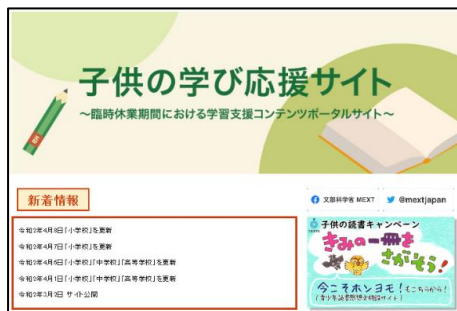 子供の学び応援サイト
～臨時休業期間における学習支援コンテンツポータルサイト～
新着情報
文部科学省 MEXT
@mextjapan
令和2年4月8日「小学校」を更新
令和2年4月7日「小学校」を更新
令和2年4月6日「小学校」「中学校」「高等学校」を更新
令和2年4月1日「小学校」「中学校」「高等学校」を更新
令和2年3月2日 サイト公開
子供の読書キャンペーン
きみの一冊を
さがそう!
今こそホンヨモ!